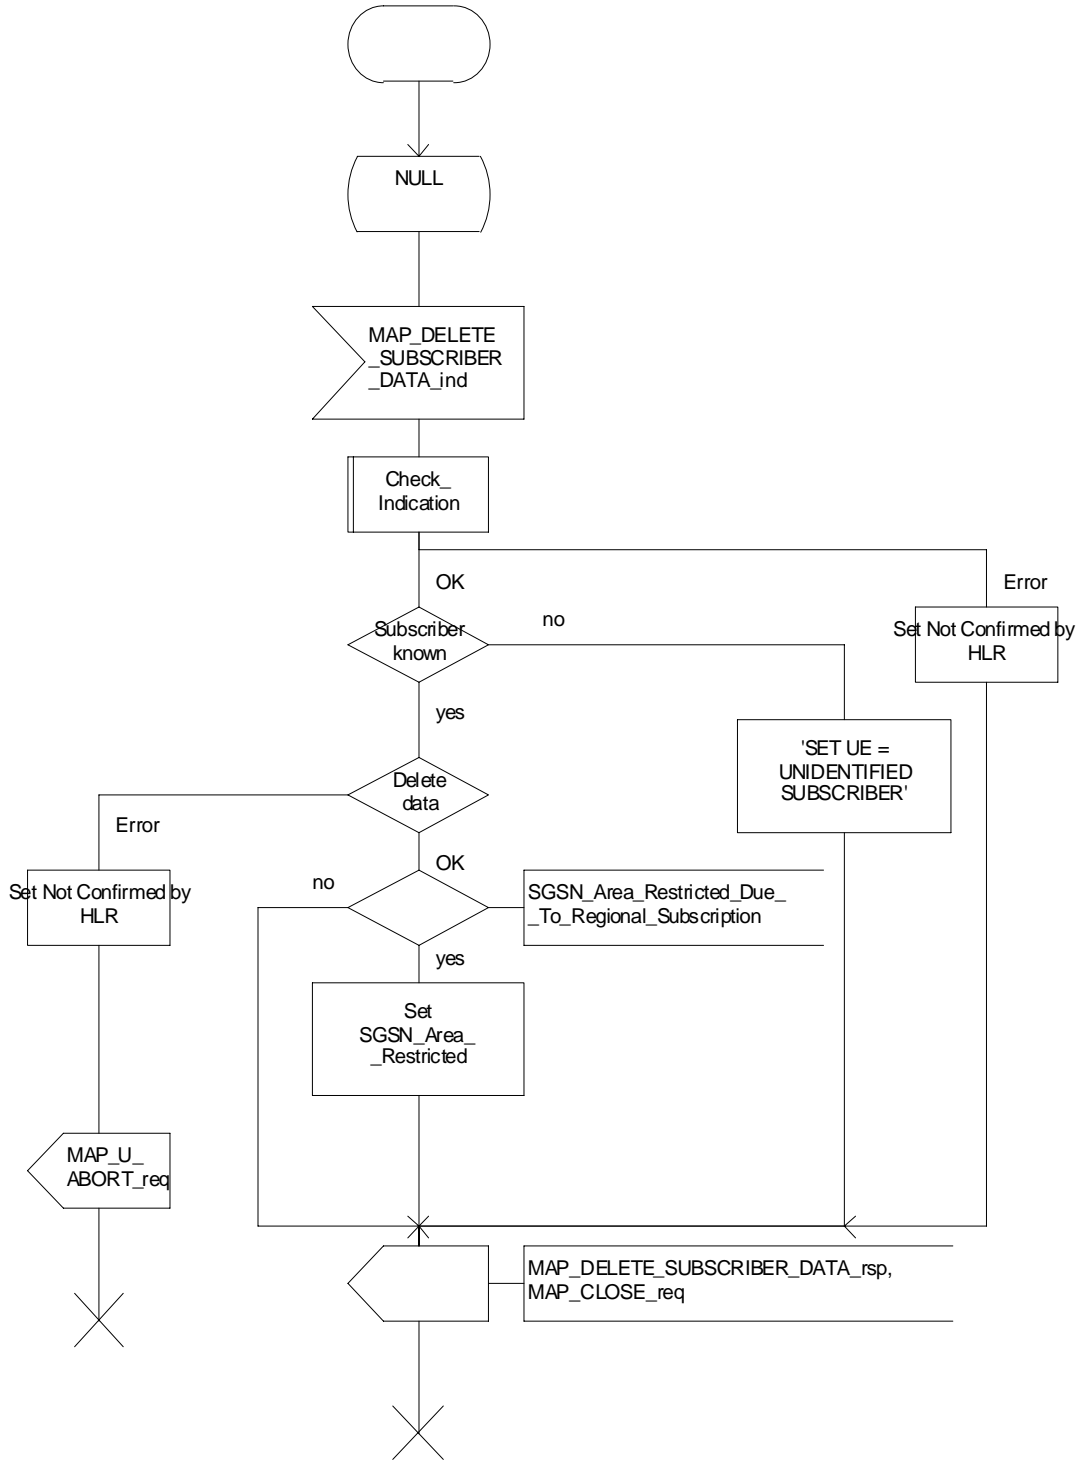 NULL
MAP_DELETE
_SUBSCRIBER
_DATA_ind
Check_
Indication
OK
Error
Subscriber
known
no
Set Not Confirmed by
HLR
yes
'SET UE =
UNIDENTIFIED
SUBSCRIBER'
Delete
data
Error
OK
no
Set Not Confirmed by
HLR
SGSN_Area_Restricted_Due_
_To_Regional_Subscription
yes
Set
SGSN_Area_
_Restricted
MAP_U_
ABORT_req
MAP_DELETE_SUBSCRIBER_DATA_rsp,
MAP_CLOSE_req